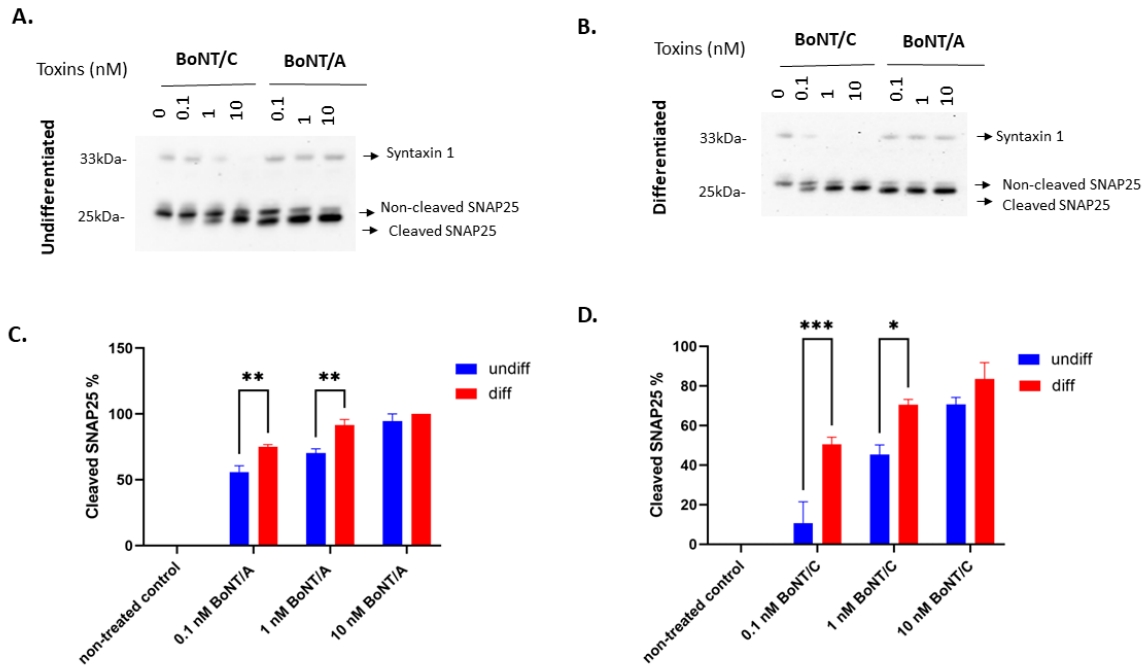 A.
BoNT/C BoNT/A
Toxins (nM)
0 0.1 1 10 0.1 1 10
Undifferentiated
33kDa- Syntaxin 1
25kDa- Non-cleaved SNAP25
Cleaved SNAP25
B.
BoNT/C BoNT/A
Toxins (nM)
0 0.1 1 10 0.1 1 10
Differentiated
33kDa- Syntaxin 1
25kDa- Non-cleaved SNAP25
Cleaved SNAP25
C.
Cleaved SNAP25 %
150
100
50
0
** **
undiff
diff
non-treated control
0.1 nM BoNT/A
1 nM BoNT/A
10 nM BoNT/A
D.
Cleaved SNAP25 %
100
80
60
40
20
0
*** *
undiff
diff
non-treated control
0.1 nM BoNT/C
1 nM BoNT/C
10 nM BoNT/C